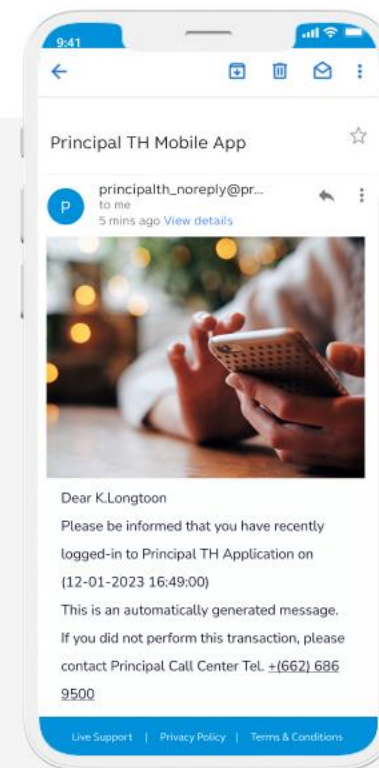 9:41
Principal TH Mobile App
P
principalth_noreply@pr...
to me
5 mins ago View details
Dear K.Longtoon
Please be informed that you have recently
logged-in to Principal TH Application on
(12-01-2023 16:49:00)
This is an automatically generated message.
If you did not perform this transaction, please
contact Principal Call Center Tel. +(662) 686
9500
Live Support | Privacy Policy | Terms & Conditions